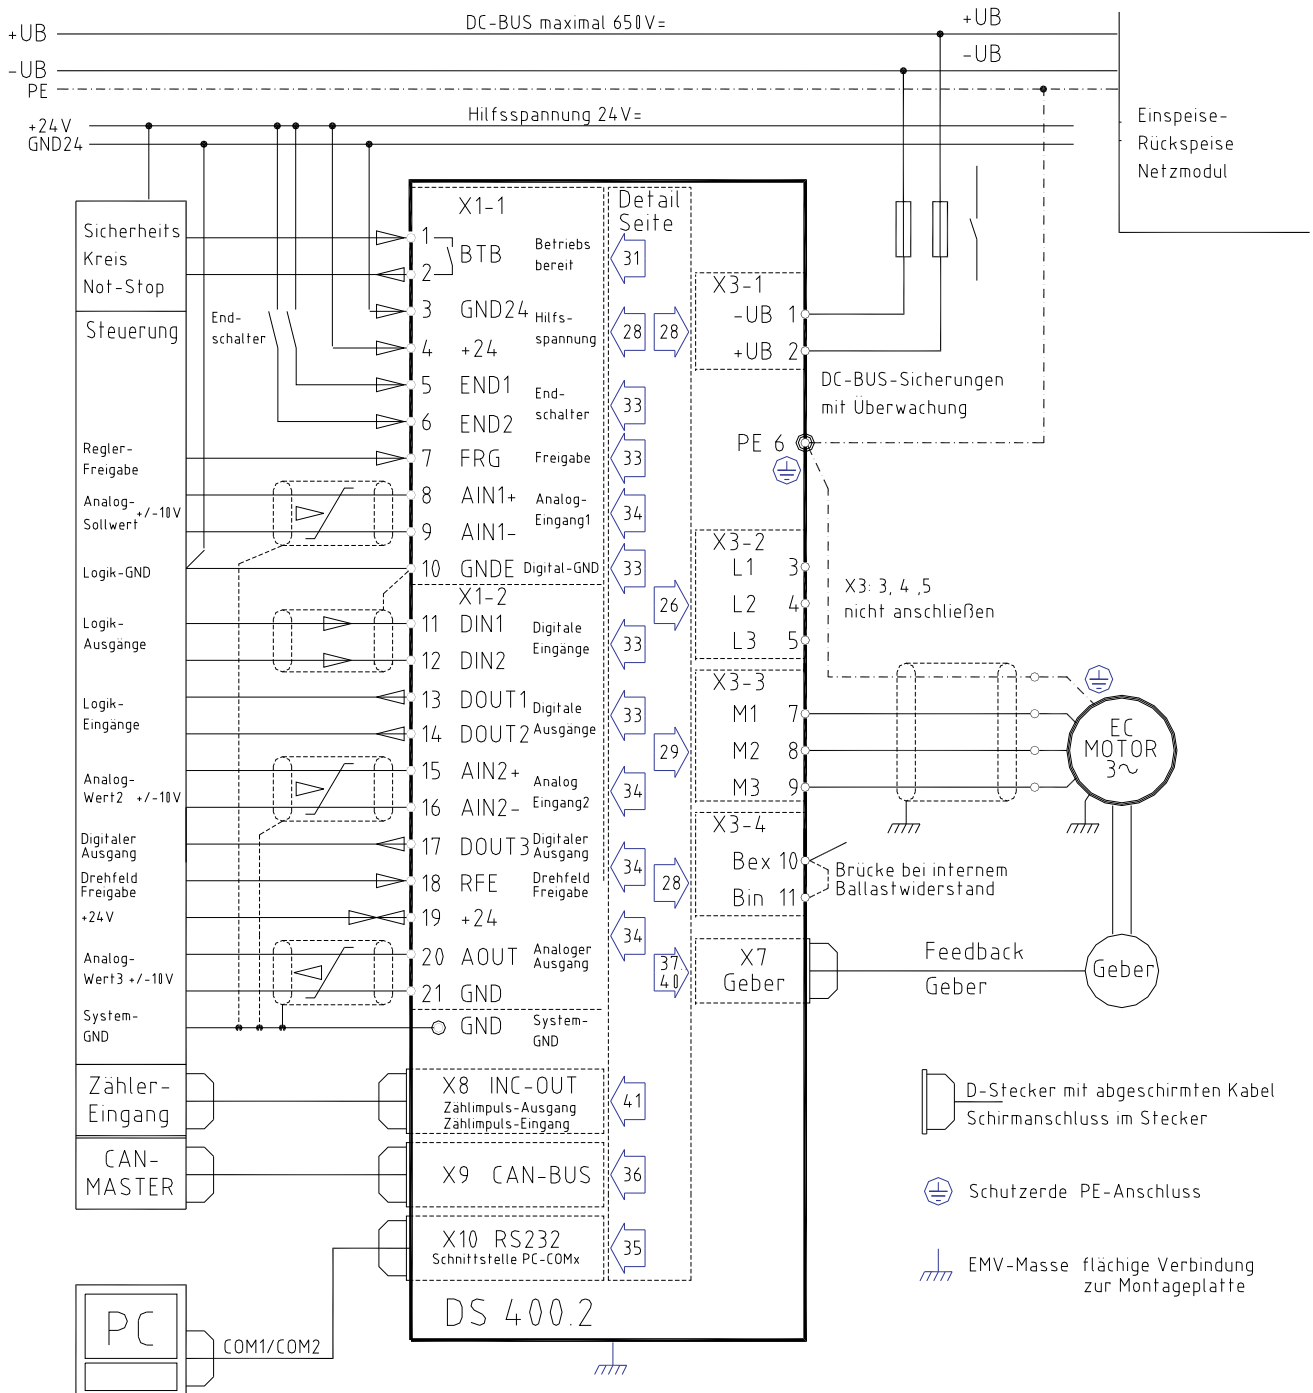 DC-BUS maximal 650V=
+UB
-UB
PE
+UB
-UB
Hilfsspannung 24V=
+24V
GND24
Einspeise-
Rückspeise
Netzmodul
Sicherheits
Kreis
Not-Stop
Steuerung
End-
schalter
Regler-
Freigabe
Analog-
Sollwert +/-10V
Logik-GND
Logik-
Ausgänge
Logik-
Eingänge
Analog-
Wert2 +/-10V
Digitaler
Ausgang
Drehfeld
Freigabe
+24V
Analog-
Wert3 +/-10V
System-
GND
Zähler-
Eingang
CAN-
MASTER
PC
COM1/COM2
X1-1
1
BTB
2
Betriebs
bereit
3 GND24
4 +24
Hilfs-
spannung
5 END1
6 END2
End-
schalter
7 FRG Freigabe
8 AIN1+
9 AIN1-
Analog-
Eingang1
10 GNDE Digital-GND
X1-2
11 DIN1
12 DIN2
Digitale
Eingänge
13 DOUT1
14 DOUT2
Digitale
Ausgänge
15 AIN2+
16 AIN2-
Analog
Eingang2
17 DOUT3
Digitaler
Ausgang
18 RFE
Drehfeld
Freigabe
19 +24
20 AOUT
Analoger
Ausgang
21 GND
GND
System-
GND
X8 INC-OUT
Zählimpuls-Ausgang
Zählimpuls-Eingang
X9 CAN-BUS
X10 RS232
Schnittstelle PC-COMx
DS 400.2
Detail
Seite
31
28
28
33
33
34
33
26
33
33
29
34
34
28
34
37.
40
41
36
35
X3-1
-UB 1
+UB 2
DC-BUS-Sicherungen
mit Überwachung
PE 6
X3-2
L1 3
L2 4
L3 5
X3: 3, 4 ,5
nicht anschließen
X3-3
M1 7
M2 8
M3 9
EC
MOTOR
3~
X3-4
Bex 10
Bin 11
Brücke bei internem
Ballastwiderstand
X7
Geber
Feedback
Geber
Geber
D-Stecker mit abgeschirmten Kabel
Schirmanschluss im Stecker
Schutzerde PE-Anschluss
EMV-Masse flächige Verbindung
zur Montageplatte